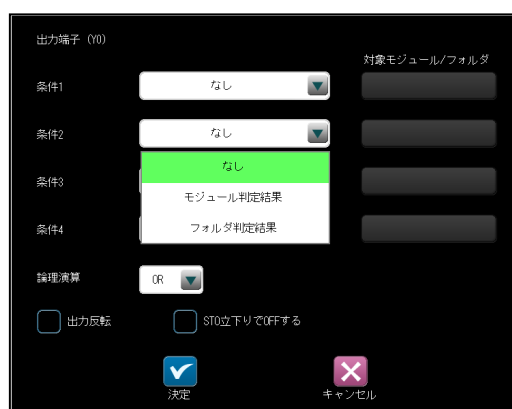 出力端子 (Y0)
対象モジュール/フォルダ
条件1 なし
条件2 なし
なし
条件3
モジュール判定結果
条件4 フォルダ判定結果
論理演算 OR
出力反転 STO立下りでOFFする
決定 キャンセル